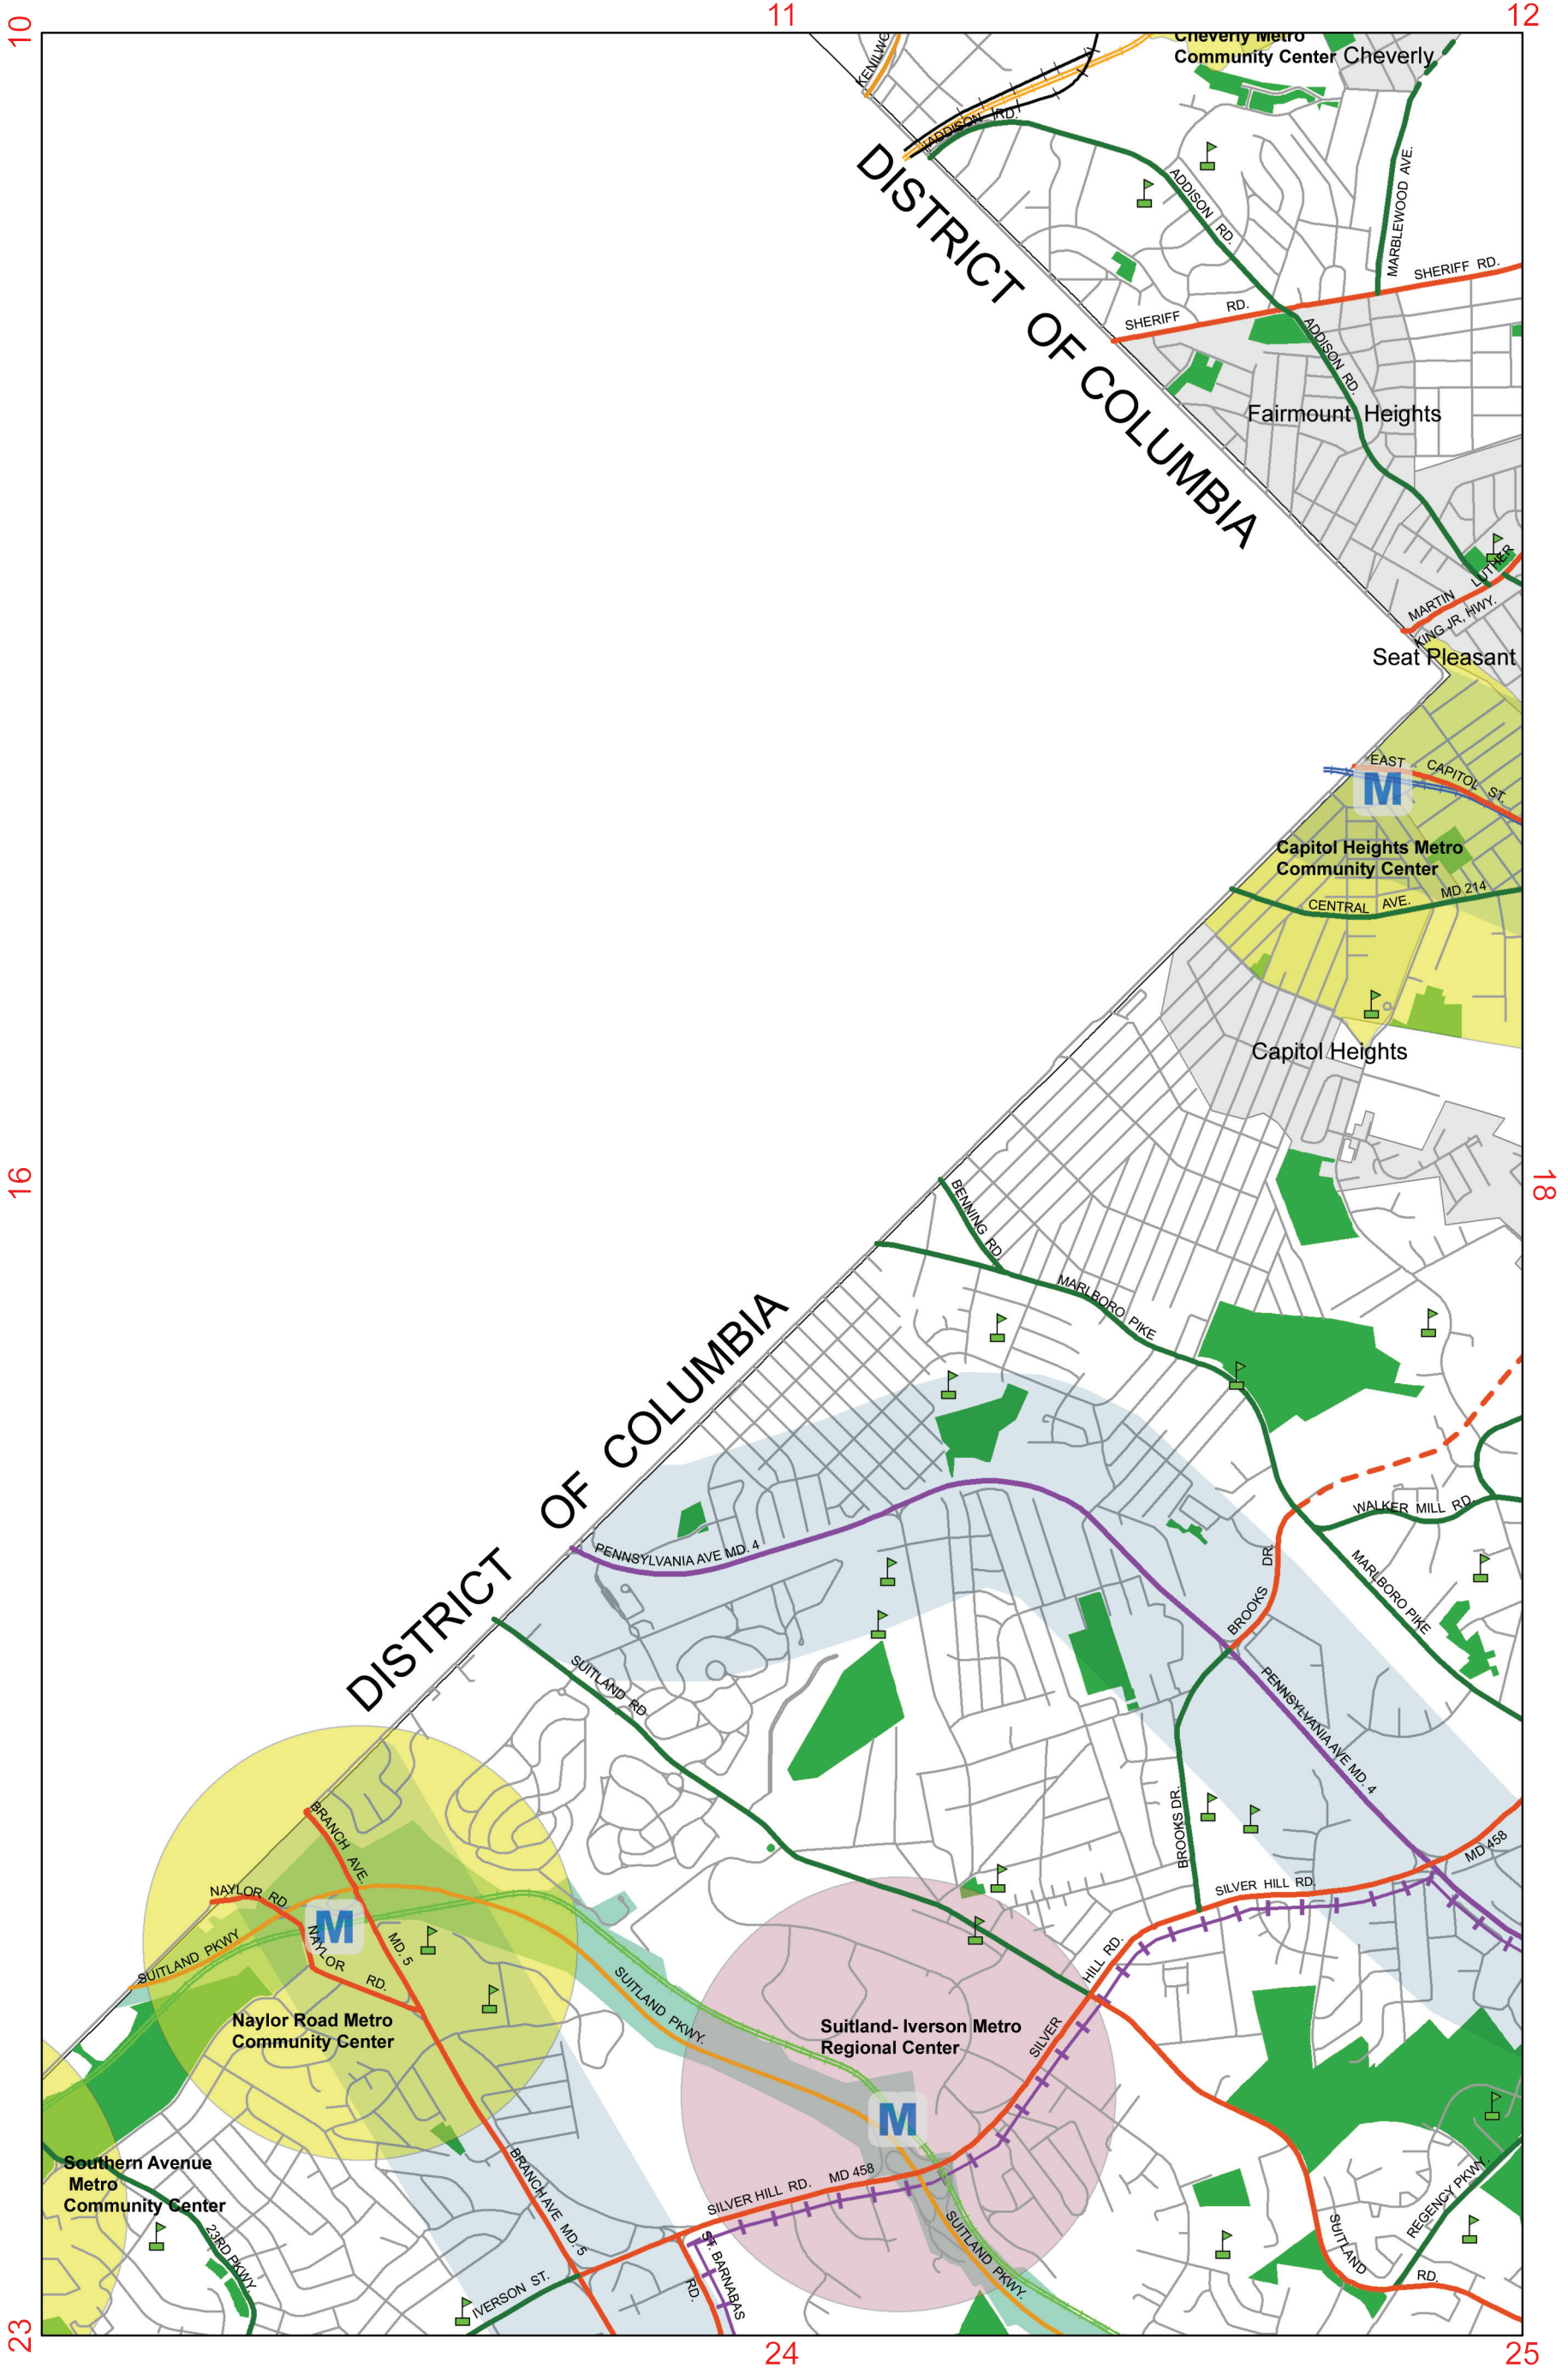 10
11
12
KENILWO
Cheverly Metro
Community Center
Cheverly
ADDISON RD.
MARBLEWOOD AVE.
ADDISON RD.
DISTRICT OF COLUMBIA
SHERIFF RD.
SHERIFF RD.
ADDISON RD.
Fairmount Heights
MARTIN LUTHER
KING JR, HWY.
Seat Pleasant
EAST CAPITOL ST.
M
Capitol Heights Metro
Community Center
CENTRAL AVE. MD 214
Capitol Heights
16
18
BENNING RD.
MARLBORO PIKE
DISTRICT OF COLUMBIA
WALKER MILL RD.
PENNSYLVANIA AVE MD. 4
BROOKS DR.
MARLBORO PIKE
SUITLAND RD
PENNSYLVANIA AVE MD. 4
BROOKS DR.
BRANCH AVE.
MD 458
SILVER HILL RD.
NAYLOR RD
M
SUITLAND PKWY
NAYLOR RD.
MD. 5
HILL RD.
SUITLAND PKWY.
Naylor Road Metro
Community Center
Suitland- Iverson Metro
Regional Center
SILVER
M
Southern Avenue
Metro
Community Center
BRANCH AVE MD. 5
SILVER HILL RD. MD 458
REGENCY PKWY.
23RD PKWY.
SUITLAND PKWY.
SUITLAND RD.
ST. BARNABAS
RD.
IVERSON ST.
23
24
25